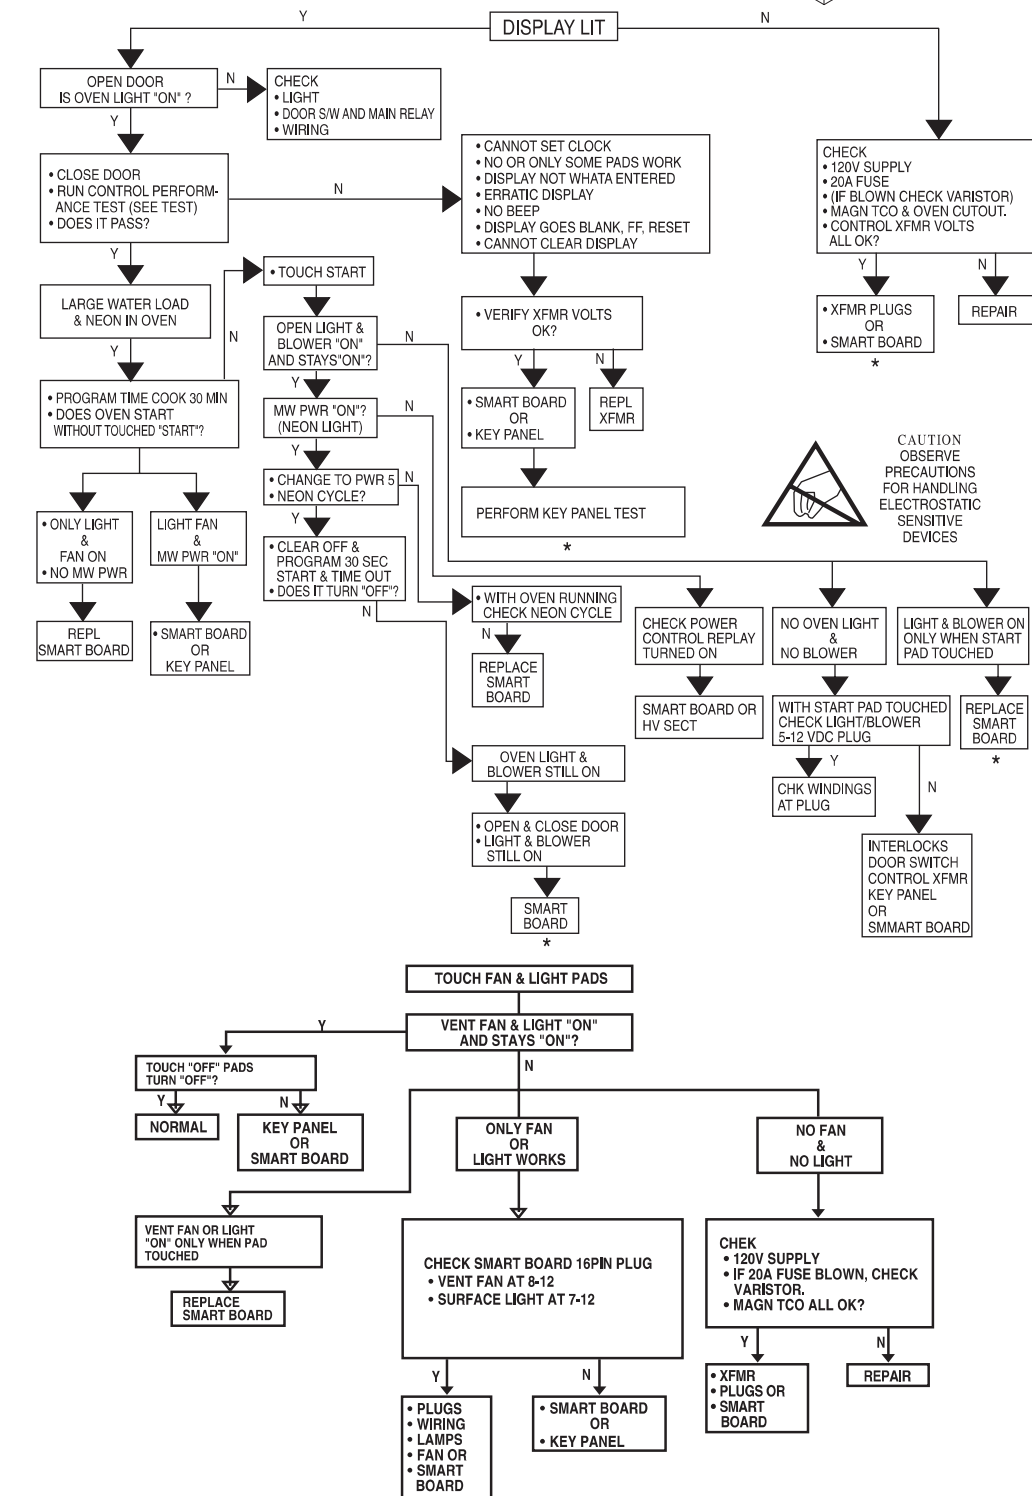 Y
DISPLAY LIT
N
OPEN DOOR
IS OVEN LIGHT "ON" ?
N
CHECK
• LIGHT
• DOOR S/W AND MAIN RELAY
• WIRING
Y
• CLOSE DOOR
• RUN CONTROL PERFORM-
ANCE TEST (SEE TEST)
• DOES IT PASS?
N
• CANNOT SET CLOCK
• NO OR ONLY SOME PADS WORK
• DISPLAY NOT WHATA ENTERED
• ERRATIC DISPLAY
• NO BEEP
• DISPLAY GOES BLANK, FF, RESET
• CANNOT CLEAR DISPLAY
CHECK
• 120V SUPPLY
• 20A FUSE
• (IF BLOWN CHECK VARISTOR)
• MAGN TCO & OVEN CUTOUT.
• CONTROL XFMR VOLTS
ALL OK?
Y
N
• XFMR PLUGS
OR
• SMART BOARD
*
REPAIR
Y
LARGE WATER LOAD
& NEON IN OVEN
• TOUCH START
N
Y
• PROGRAM TIME COOK 30 MIN
• DOES OVEN START
WITHOUT TOUCHED "START"?
OPEN LIGHT &
BLOWER "ON"
AND STAYS"ON"?
N
Y
MW PWR "ON"?
(NEON LIGHT)
N
Y
• CHANGE TO PWR 5
• NEON CYCLE?
N
Y
• CLEAR OFF &
PROGRAM 30 SEC
START & TIME OUT
• DOES IT TURN "OFF"?
N
• VERIFY XFMR VOLTS
OK?
Y
N
• SMART BOARD
OR
• KEY PANEL
REPL
XFMR
PERFORM KEY PANEL TEST
*
CAUTION
OBSERVE
PRECAUTIONS
FOR HANDLING
ELECTROSTATIC
SENSITIVE
DEVICES
• ONLY LIGHT
&
FAN ON
• NO MW PWR
LIGHT FAN
&
MW PWR "ON"
REPL
SMART BOARD
• SMART BOARD
OR
KEY PANEL
• WITH OVEN RUNNING
CHECK NEON CYCLE
N
REPLACE
SMART
BOARD
CHECK POWER
CONTROL REPLAY
TURNED ON
SMART BOARD OR
HV SECT
NO OVEN LIGHT
&
NO BLOWER
WITH START PAD TOUCHED
CHECK LIGHT/BLOWER
5-12 VDC PLUG
Y
CHK WINDINGS
AT PLUG
N
INTERLOCKS
DOOR SWITCH
CONTROL XFMR
KEY PANEL
OR
SMMART BOARD
LIGHT & BLOWER ON
ONLY WHEN START
PAD TOUCHED
REPLACE
SMART
BOARD
*
OVEN LIGHT &
BLOWER STILL ON
• OPEN & CLOSE DOOR
• LIGHT & BLOWER
STILL ON
SMART
BOARD
*
TOUCH FAN & LIGHT PADS
VENT FAN & LIGHT "ON"
AND STAYS "ON"?
Y
N
TOUCH "OFF" PADS
TURN "OFF"?
Y
N
NORMAL
KEY PANEL
OR
SMART BOARD
ONLY FAN
OR
LIGHT WORKS
NO FAN
&
NO LIGHT
VENT FAN OR LIGHT
"ON" ONLY WHEN PAD
TOUCHED
REPLACE
SMART BOARD
CHECK SMART BOARD 16PIN PLUG
• VENT FAN AT 8-12
• SURFACE LIGHT AT 7-12
Y
N
• PLUGS
• WIRING
• LAMPS
• FAN OR
• SMART
BOARD
• SMART BOARD
OR
• KEY PANEL
CHEK
• 120V SUPPLY
• IF 20A FUSE BLOWN, CHECK
VARISTOR.
• MAGN TCO ALL OK?
Y
N
• XFMR
• PLUGS OR
• SMART
BOARD
REPAIR